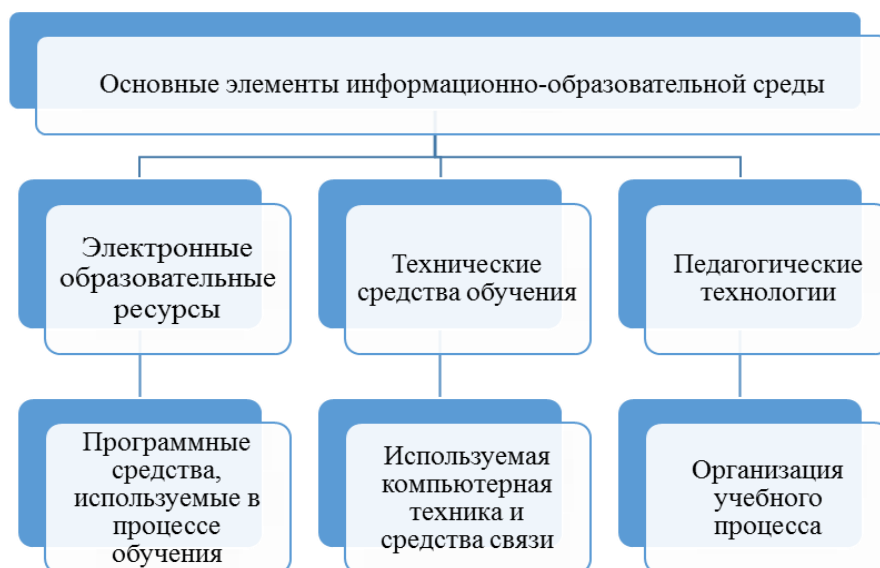 Основные элементы информационно-образовательной среды
Электронные
образовательные
ресурсы
Технические
средства обучения
Педагогические
технологии
Программные
средства,
используемые в
процессе
обучения
Используемая
компьютерная
техника и
средства связи
Организация
учебного
процесса